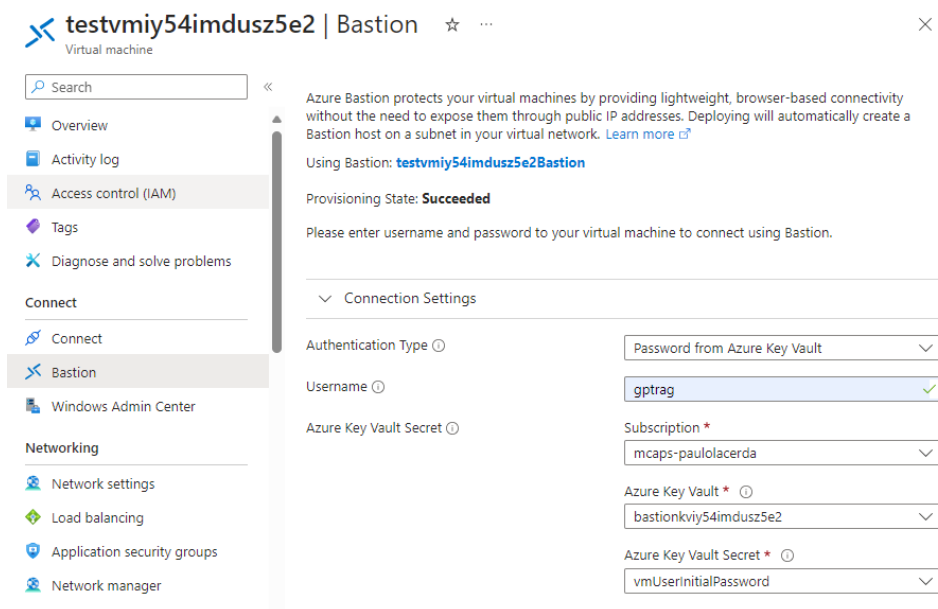 testvmiy54imdusz5e2 | Bastion
Virtual machine
Search
Overview
Activity log
Access control (IAM)
Tags
Diagnose and solve problems
Connect
Connect
Bastion
Windows Admin Center
Networking
Network settings
Load balancing
Application security groups
Network manager
Azure Bastion protects your virtual machines by providing lightweight, browser-based connectivity
without the need to expose them through public IP addresses. Deploying will automatically create a
Bastion host on a subnet in your virtual network. Learn more
Using Bastion: testvmiy54imdusz5e2Bastion
Provisioning State: Succeeded
Please enter username and password to your virtual machine to connect using Bastion.
Connection Settings
Authentication Type
Password from Azure Key Vault
Username
gptrag
Azure Key Vault Secret
Subscription *
mcaps-paulolacerda
Azure Key Vault *
bastionkviy54imdusz5e2
Azure Key Vault Secret *
vmUserInitialPassword